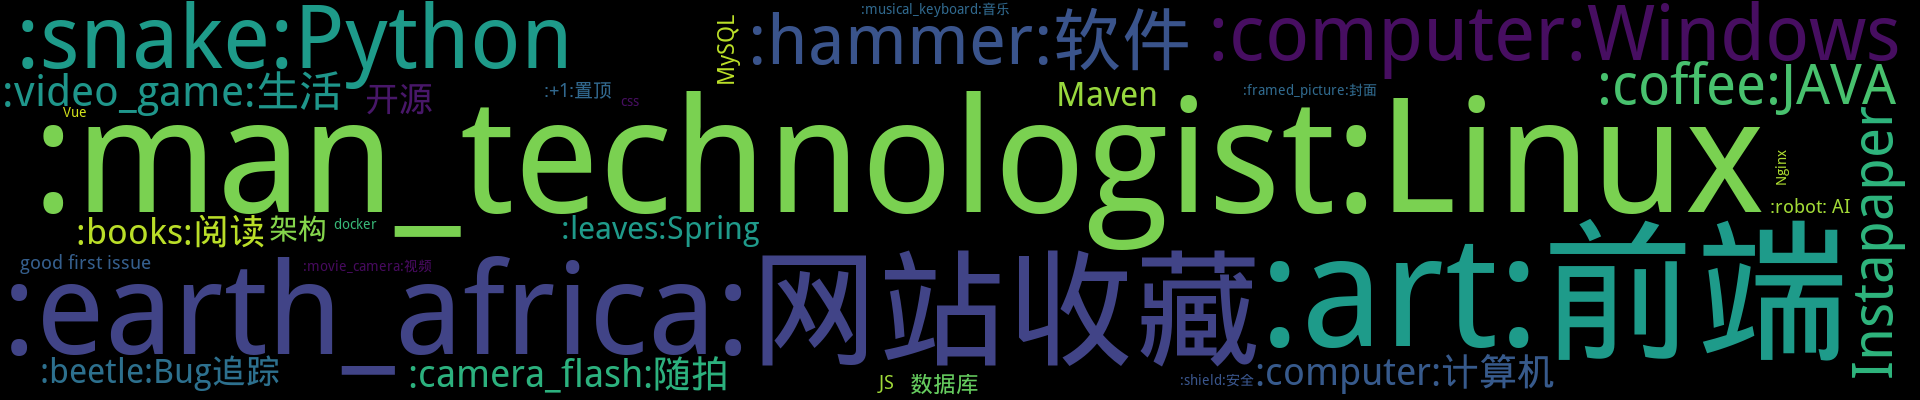 :snake:Python
MySQL
:musical_keyboard:音乐
:hammer:软件
:computer:Windows
:video_game:生活
开源
:+1:置顶
css
Maven
:framed_picture:封面
:coffee:JAVA
Vue
:man_technologist:Linux
Nginx
Instapaper
:robot: AI
:books:阅读
架构
docker
:leaves:Spring
good first issue
:movie_camera:视频
:earth_africa:网站收藏
:art:前端
:beetle:Bug追踪
:camera_flash:随拍
JS
数据库
:shield:安全
:computer:计算机